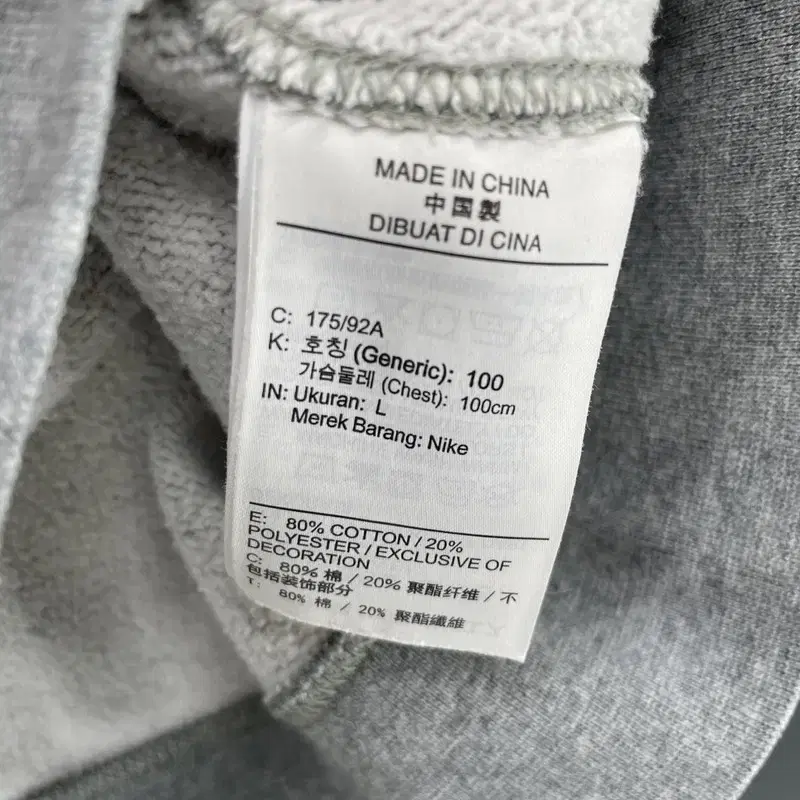 MADE IN CHINA
中国製
DIBUAT DI CINA
C: 175/92A
K: 호칭 (Generic): 100
가슴둘레 (Chest): 100cm
IN: Ukuran: L
Merek Barang: Nike
E: 80% COTTON / 20%
POLYESTER / EXCLUSIVE OF
DECORATION
C: 80% 棉 / 20% 聚酯纤维 / 不
包括装饰部分
T: 80% 棉 / 20% 聚酯纖維